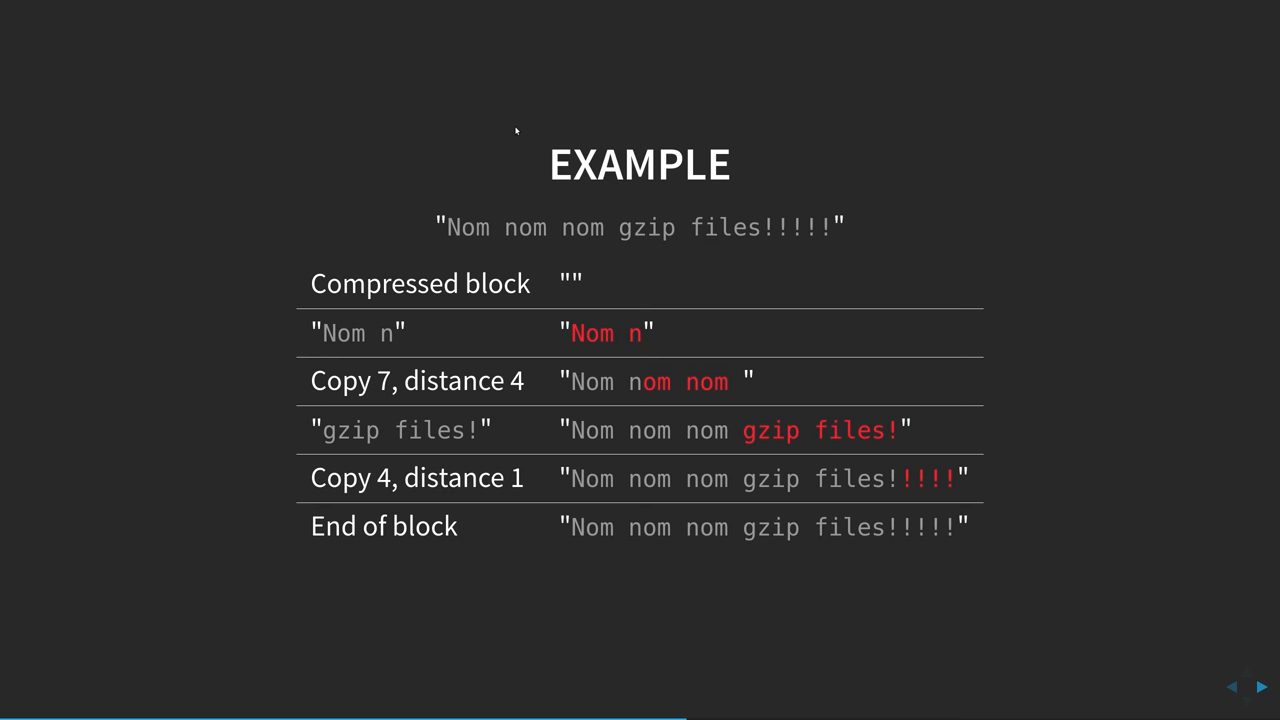 EXAMPLE
"Nom nom nom gzip files!!!!!"
Compressed block ""
"Nom n" "Nom n"
Copy 7, distance 4 "Nom nom nom "
"gzip files!" "Nom nom nom gzip files!"
Copy 4, distance 1 "Nom nom nom gzip files!!!!!"
End of block "Nom nom nom gzip files!!!!!"